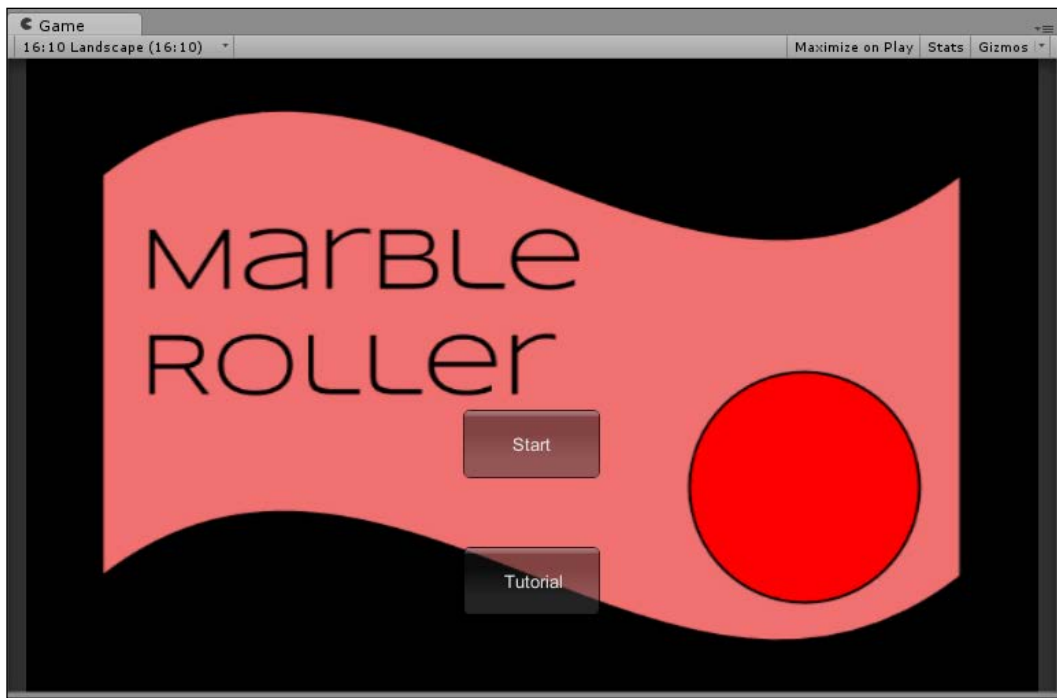 Game
16:10 Landscape (16:10) Maximize on Play Stats Gizmos
MarBLe
ROLLer
Start
Tutorial